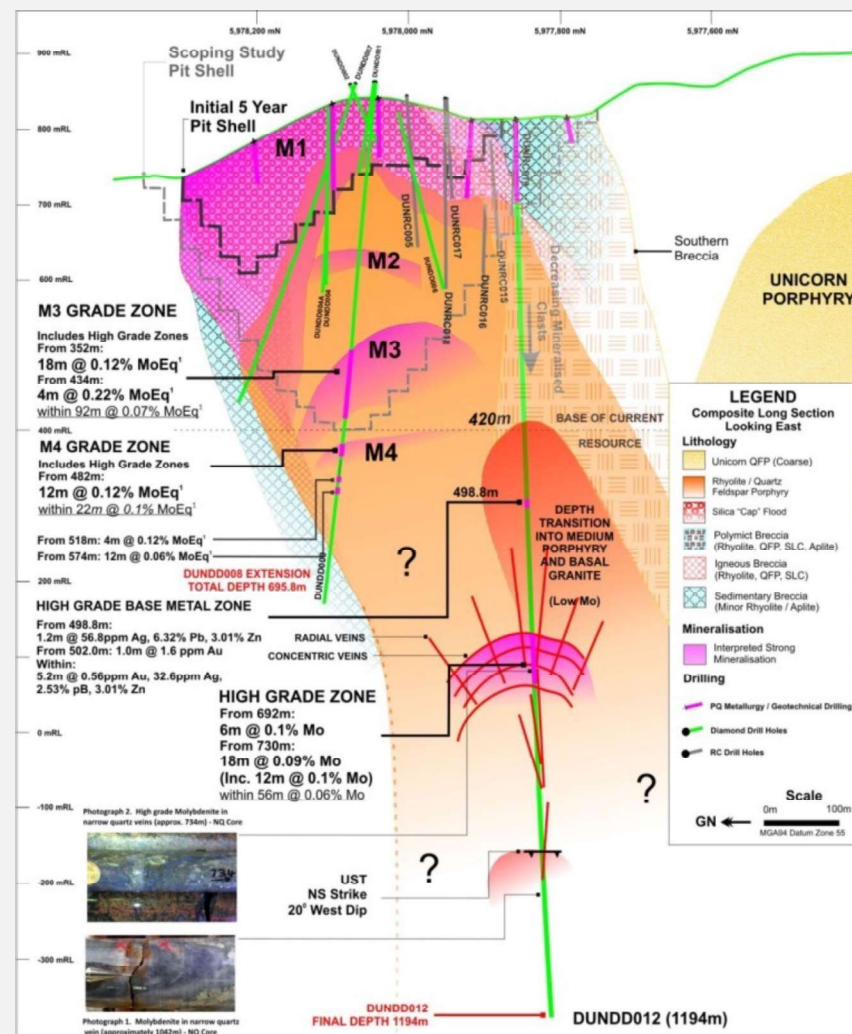 5,978,200 mN
5,978,000 mN
5,977,800 mN
5,977,600 mN
900 mRL
800 mRL
700 mRL
600 mRL
400 mRL
200 mRL
0 mRL
-100 mRL
-200 mRL
-300 mRL
Scoping Study
Pit Shell
Initial 5 Year
Pit Shell
DUNDD007
M1
M2
M3
M4
DUNRC005
DUNRC017
DUNDD006
DUNRC018
DUNRC016
DUNRC015
DUNDD004
DUNDD008
Decreasing Mineralised
Clasts
Southern
Breccia
UNICORN
PORPHYRY
M3 GRADE ZONE
Includes High Grade Zones
From 352m:
18m @ 0.12% MoEq¹
From 434m:
4m @ 0.22% MoEq¹
within 92m @ 0.07% MoEq¹
M4 GRADE ZONE
Includes High Grade Zones
From 482m:
12m @ 0.12% MoEq¹
within 22m @ 0.1% MoEq¹
From 518m: 4m @ 0.12% MoEq¹
From 574m: 12m @ 0.06% MoEq¹
DUNDD008 EXTENSION
TOTAL DEPTH 695.8m
420m
BASE OF CURRENT
RESOURCE
498.8m
DEPTH
TRANSITION
INTO MEDIUM
PORPHYRY
AND BASAL
GRANITE
(Low Mo)
?
?
?
HIGH GRADE BASE METAL ZONE
From 498.8m:
1.2m @ 56.8ppm Ag, 6.32% Pb, 3.01% Zn
From 502.0m: 1.0m @ 1.6 ppm Au
Within:
5.2m @ 0.56ppm Au, 32.6ppm Ag,
2.53% pB, 3.01% Zn
RADIAL VEINS
CONCENTRIC VEINS
HIGH GRADE ZONE
From 692m:
6m @ 0.1% Mo
From 730m:
18m @ 0.09% Mo
(Inc. 12m @ 0.1% Mo)
within 56m @ 0.06% Mo
UST
NS Strike
20⁰ West Dip
Photograph 2. High grade Molybdenite in
narrow quartz veins (approx. 734m) - NQ Core
734
Photograph 1. Molybdenite in narrow quartz
vein (approximately 1042m) - NQ Core
DUNDD012
FINAL DEPTH 1194m
DUNDD012 (1194m)
LEGEND
Composite Long Section
Looking East
Lithology
Unicorn QFP (Coarse)
Rhyolite / Quartz
Feldspar Porphyry
Silica "Cap" Flood
Polymict Breccia
(Rhyolite, QFP, SLC, Aplite)
Igneous Breccia
(Rhyolite, QFP, SLC)
Sedimentary Breccia
(Minor Rhyolite / Aplite)
Mineralisation
Interpreted Strong
Mineralisation
Drilling
PQ Metallurgy / Geotechnical Drilling
Diamond Drill Holes
RC Drill Holes
Scale
0m 100m
GN
MGA94 Datum Zone 55